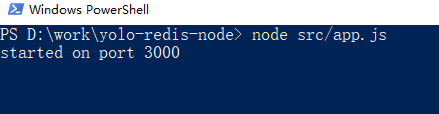 Windows PowerShell
PS D:\work\yolo-redis-node> node src/app.js
started on port 3000